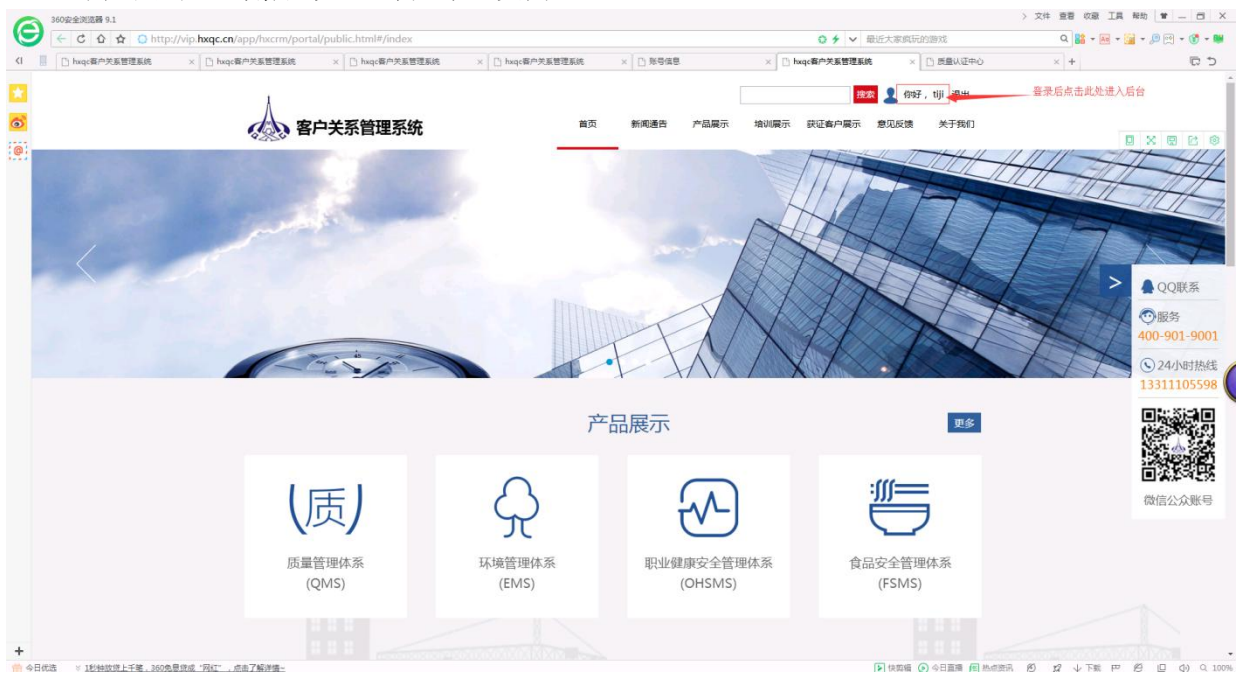 360安全浏览器 9.1
文件 查看 收藏 工具 帮助
http://vip.hxqc.cn/app/hxcrm/portal/public.html#/index
最近大家疯玩的游戏
hxqc客户关系管理系统
hxqc客户关系管理系统
hxqc客户关系管理系统
hxqc客户关系管理系统
账号信息
hxqc客户关系管理系统
质量认证中心
搜索
你好，tiji
退出
登录后点击此处进入后台
客户关系管理系统
首页 新闻通告 产品展示 培训展示 获证客户展示 意见反馈 关于我们
QQ联系
服务
400-901-9001
24小时热线
13311105598
微信公众账号
产品展示
更多
质
质量管理体系
(QMS)
环境管理体系
(EMS)
职业健康安全管理体系
(OHSMS)
食品安全管理体系
(FSMS)
今日优选
快剪辑 今日直播 热点资讯 下载 100%